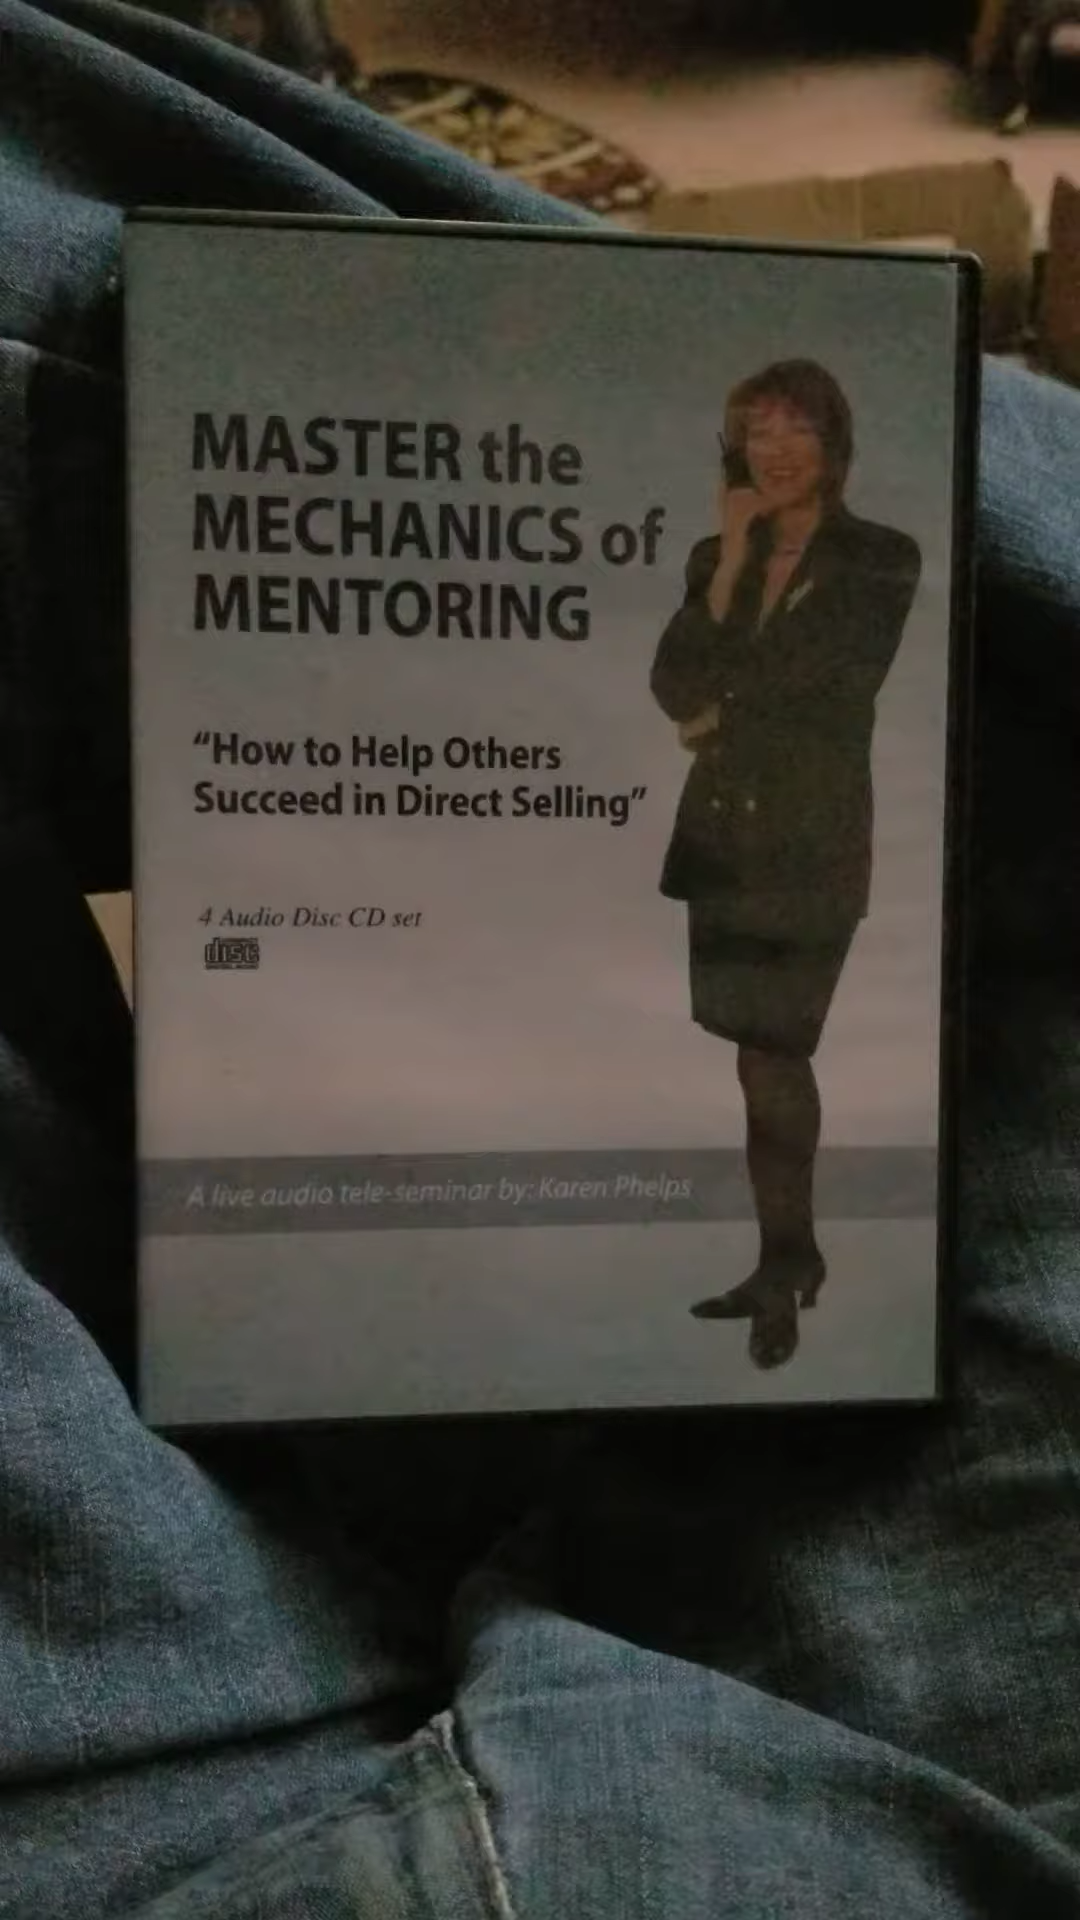 MASTER the
MECHANICS of
MENTORING
“How to Help Others
Succeed in Direct Selling”
4 Audio Disc CD set
disc
A live audio tele-seminar by: Karen Phelps